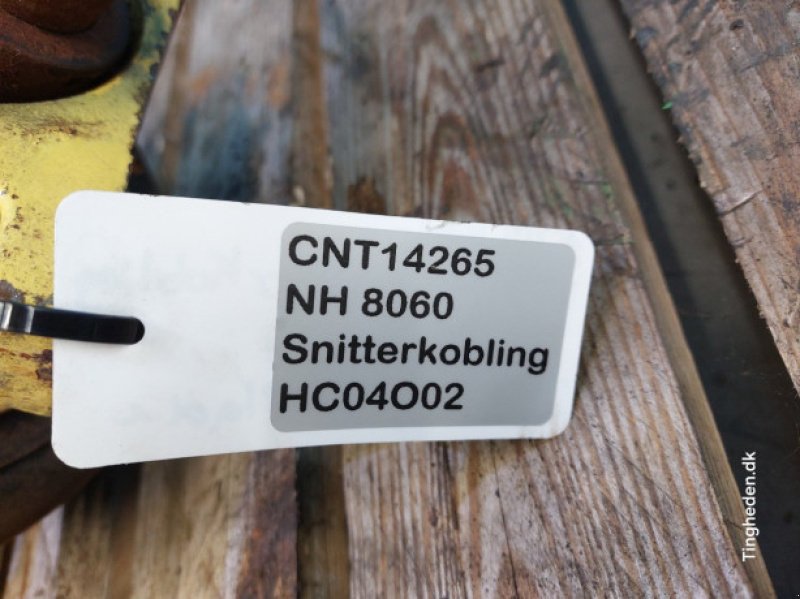 CNT14265
NH 8060
Snitterkobling
HC04O02
Tingheden.dk